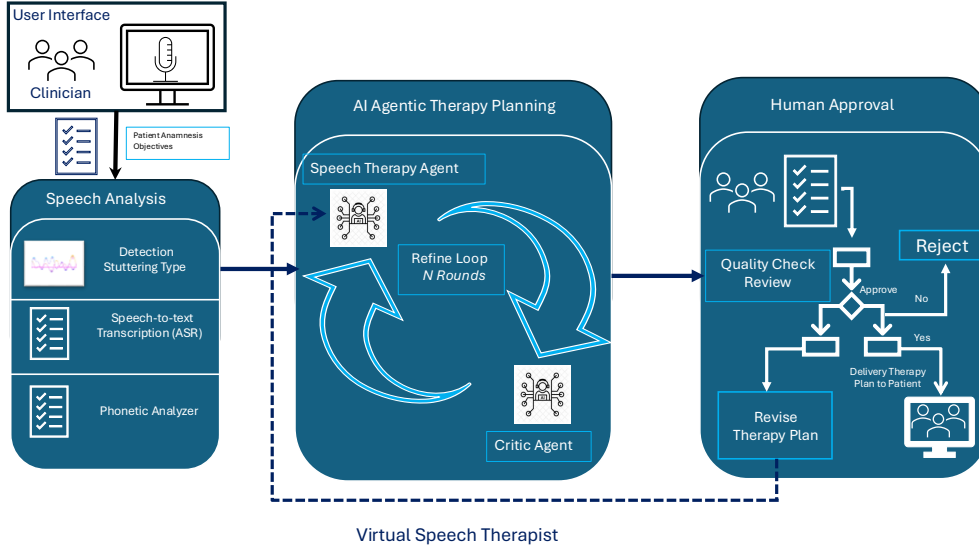 User Interface
Clinician
Patient Anamnesis
Objectives
Speech Analysis
Detection
Stuttering Type
Speech-to-text
Transcription (ASR)
Phonetic Analyzer
AI Agentic Therapy Planning
Speech Therapy Agent
Refine Loop
N Rounds
Critic Agent
Human Approval
Quality Check
Review
Reject
Approve
No
Yes
Delivery Therapy
Plan to Patient
Revise
Therapy Plan
Virtual Speech Therapist